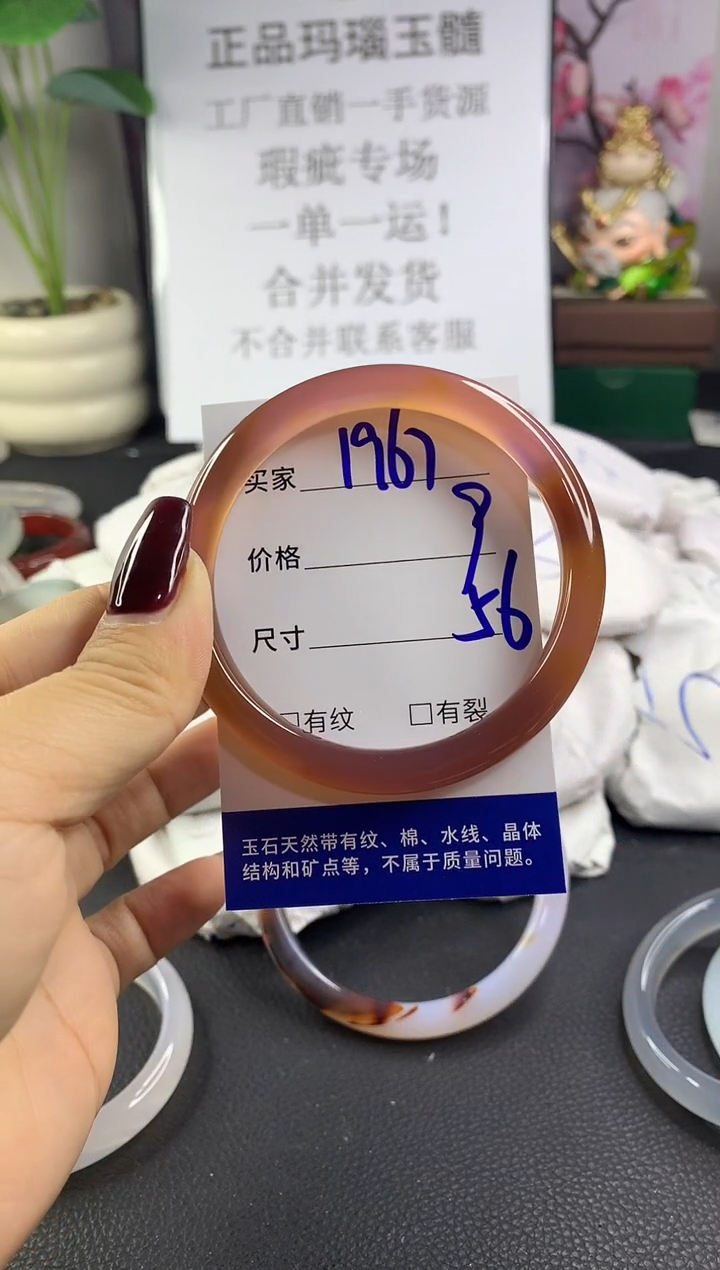 正品玛瑙玉髓
工厂直销一手货源
瑕疵专场
一单一运！
合并发货
不合并联系客服
买家 1967
价格
尺寸 56
□有纹 □有裂
玉石天然带有纹、棉、水线、晶体
结构和矿点等，不属于质量问题。